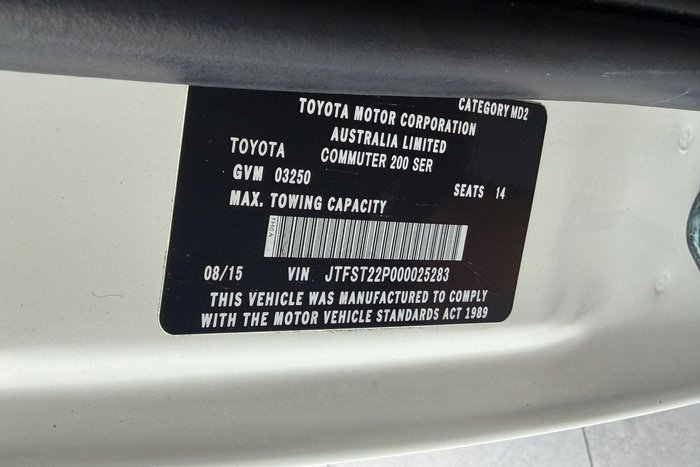 CATEGORY MD2
TOYOTA MOTOR CORPORATION
AUSTRALIA LIMITED
TOYOTA COMMUTER 200 SER
GVM 03250 SEATS 14
MAX. TOWING CAPACITY
08/15 VIN JTFST22P000025283
THIS VEHICLE WAS MANUFACTURED TO COMPLY
WITH THE MOTOR VEHICLE STANDARDS ACT 1989